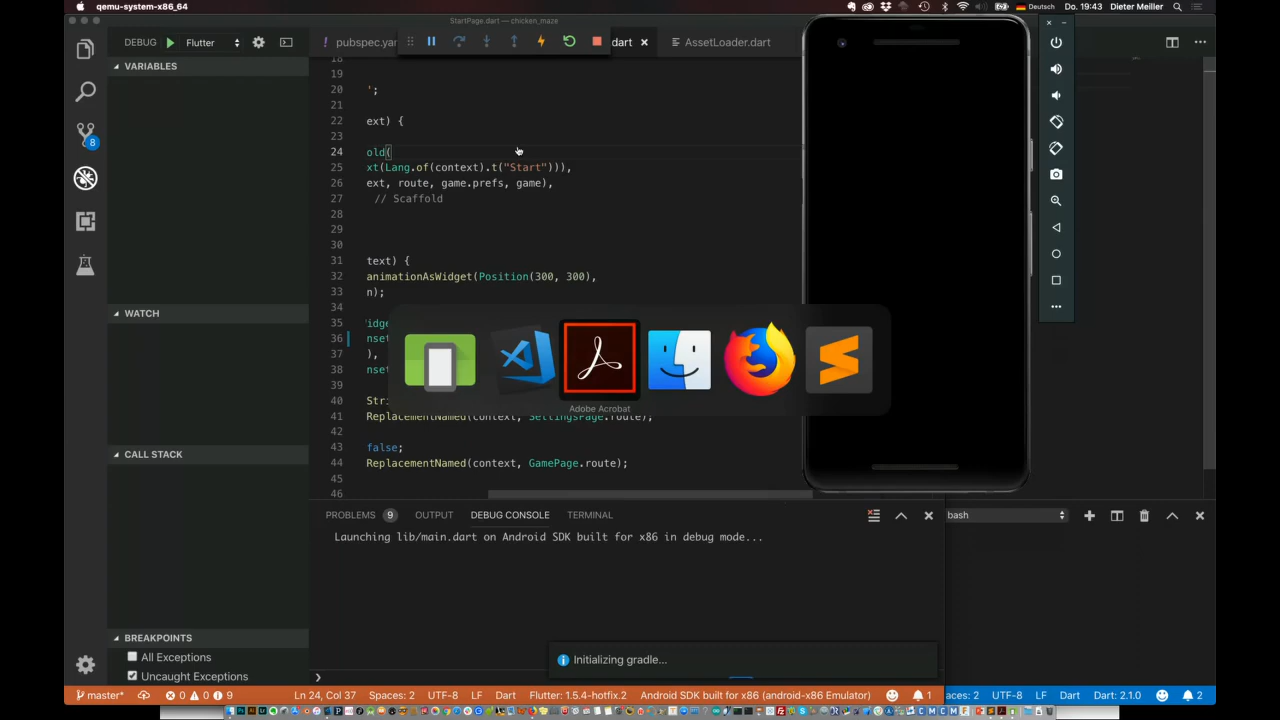 qemu-system-x86_64
Deutsch
Do. 19:43
Dieter Meiller
StartPage.dart — chicken_maze
DEBUG
Flutter
pubspec.yan
dart
AssetLoader.dart
VARIABLES
18
19
20 ';
21
22 ext) {
23
24 old(
25 xt(Lang.of(context).t("Start"))),
26 ext, route, game.prefs, game),
27 // Scaffold
28
29
30
31 text) {
32 animationAsWidget(Position(300, 300),
33 n);
34
35 idge
36 nset
37 ),
38 nset
39
40 Stri
41 ReplacementNamed(context, SettingsPage.route);
42
43 false;
44 ReplacementNamed(context, GamePage.route);
45
46
Adobe Acrobat
WATCH
CALL STACK
BREAKPOINTS
All Exceptions
Uncaught Exceptions
8
PROBLEMS 9
OUTPUT
DEBUG CONSOLE
TERMINAL
bash
Launching lib/main.dart on Android SDK built for x86 in debug mode...
Initializing gradle...
master*
0
0
9
Ln 24, Col 37
Spaces: 2
UTF-8
LF
Dart
Flutter: 1.5.4-hotfix.2
Android SDK built for x86 (android-x86 Emulator)
1
aces: 2
UTF-8
LF
Dart
Dart: 2.1.0
2